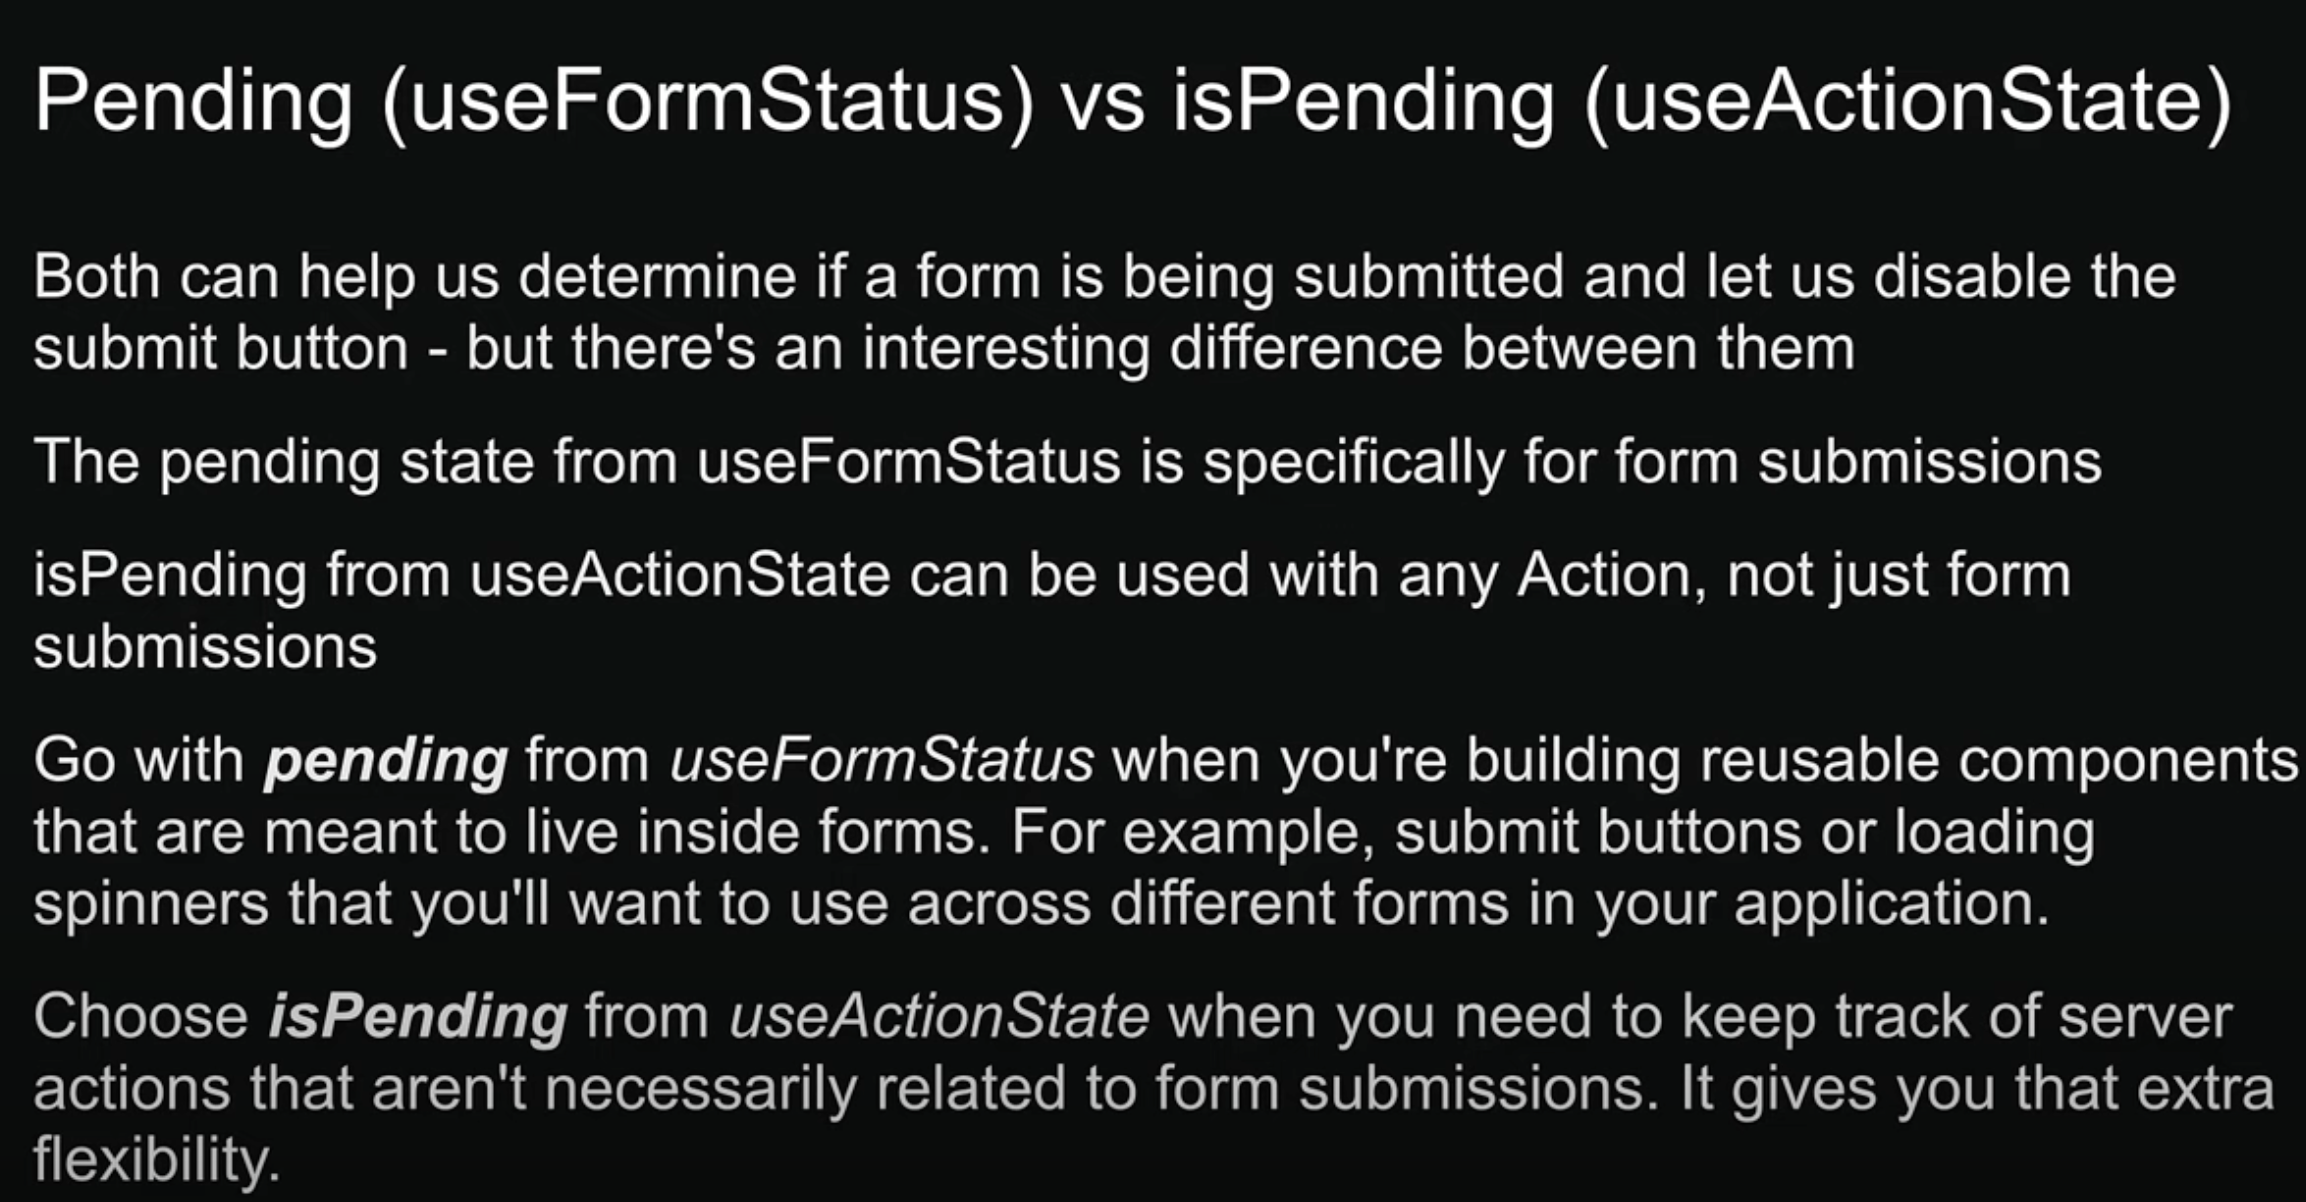 Pending (useFormStatus) vs isPending (useActionState)
Both can help us determine if a form is being submitted and let us disable the
submit button - but there's an interesting difference between them
The pending state from useFormStatus is specifically for form submissions
isPending from useActionState can be used with any Action, not just form
submissions
Go with pending from useFormStatus when you're building reusable components
that are meant to live inside forms. For example, submit buttons or loading
spinners that you'll want to use across different forms in your application.
Choose isPending from useActionState when you need to keep track of server
actions that aren't necessarily related to form submissions. It gives you that extra
flexibility.